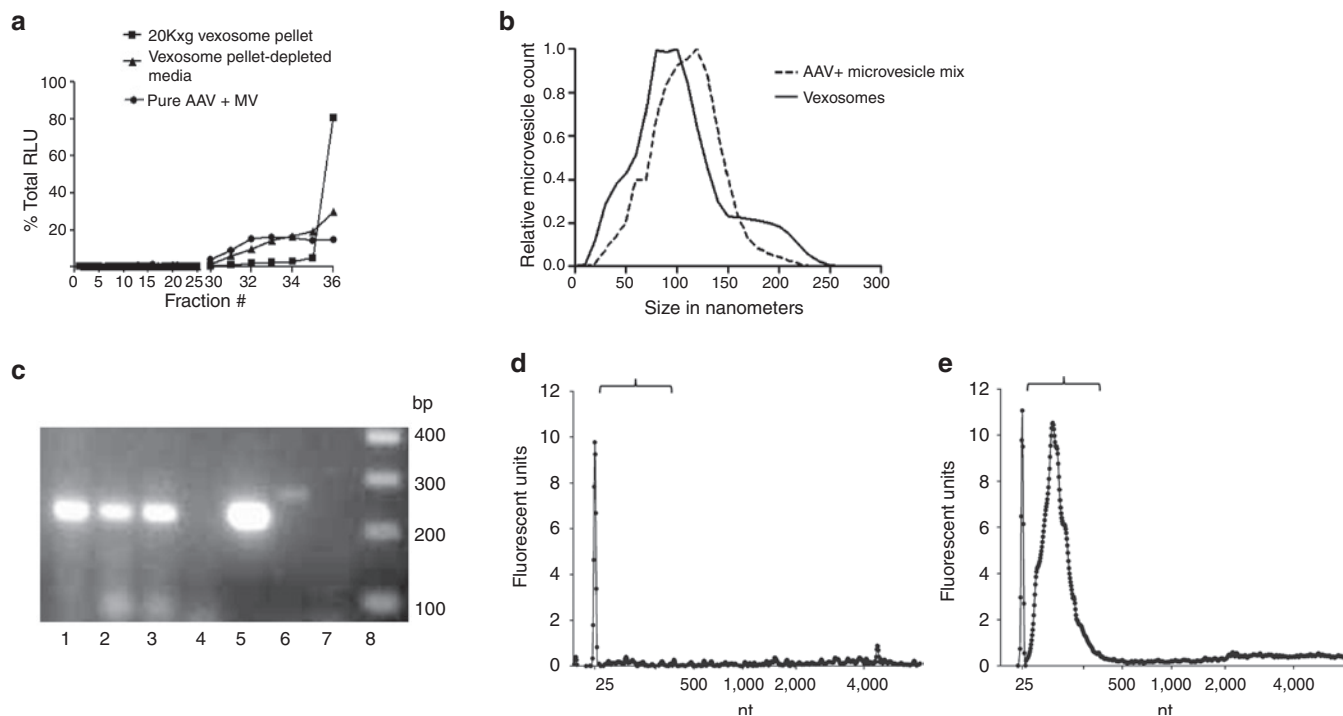 a
20Kxg vexosome pellet
Vexosome pellet-depleted
media
Pure AAV + MV
100
80
60
40
20
% Total RLU
0 5 10 15 20 25 30 32 34 36
Fraction #
b
AAV+ microvesicle mix
Vexosomes
1.0
0.8
0.6
0.4
0.2
0.0
Relative microvesicle count
0 50 100 150 200 250 300
Size in nanometers
c
bp
400
300
200
100
1 2 3 4 5 6 7 8
d
12
10
8
6
4
2
0
Fluorescent units
25 500 1,000 2,000 4,000
nt
e
12
10
8
6
4
2
0
Fluorescent units
25 500 1,000 2,000 4,000
nt